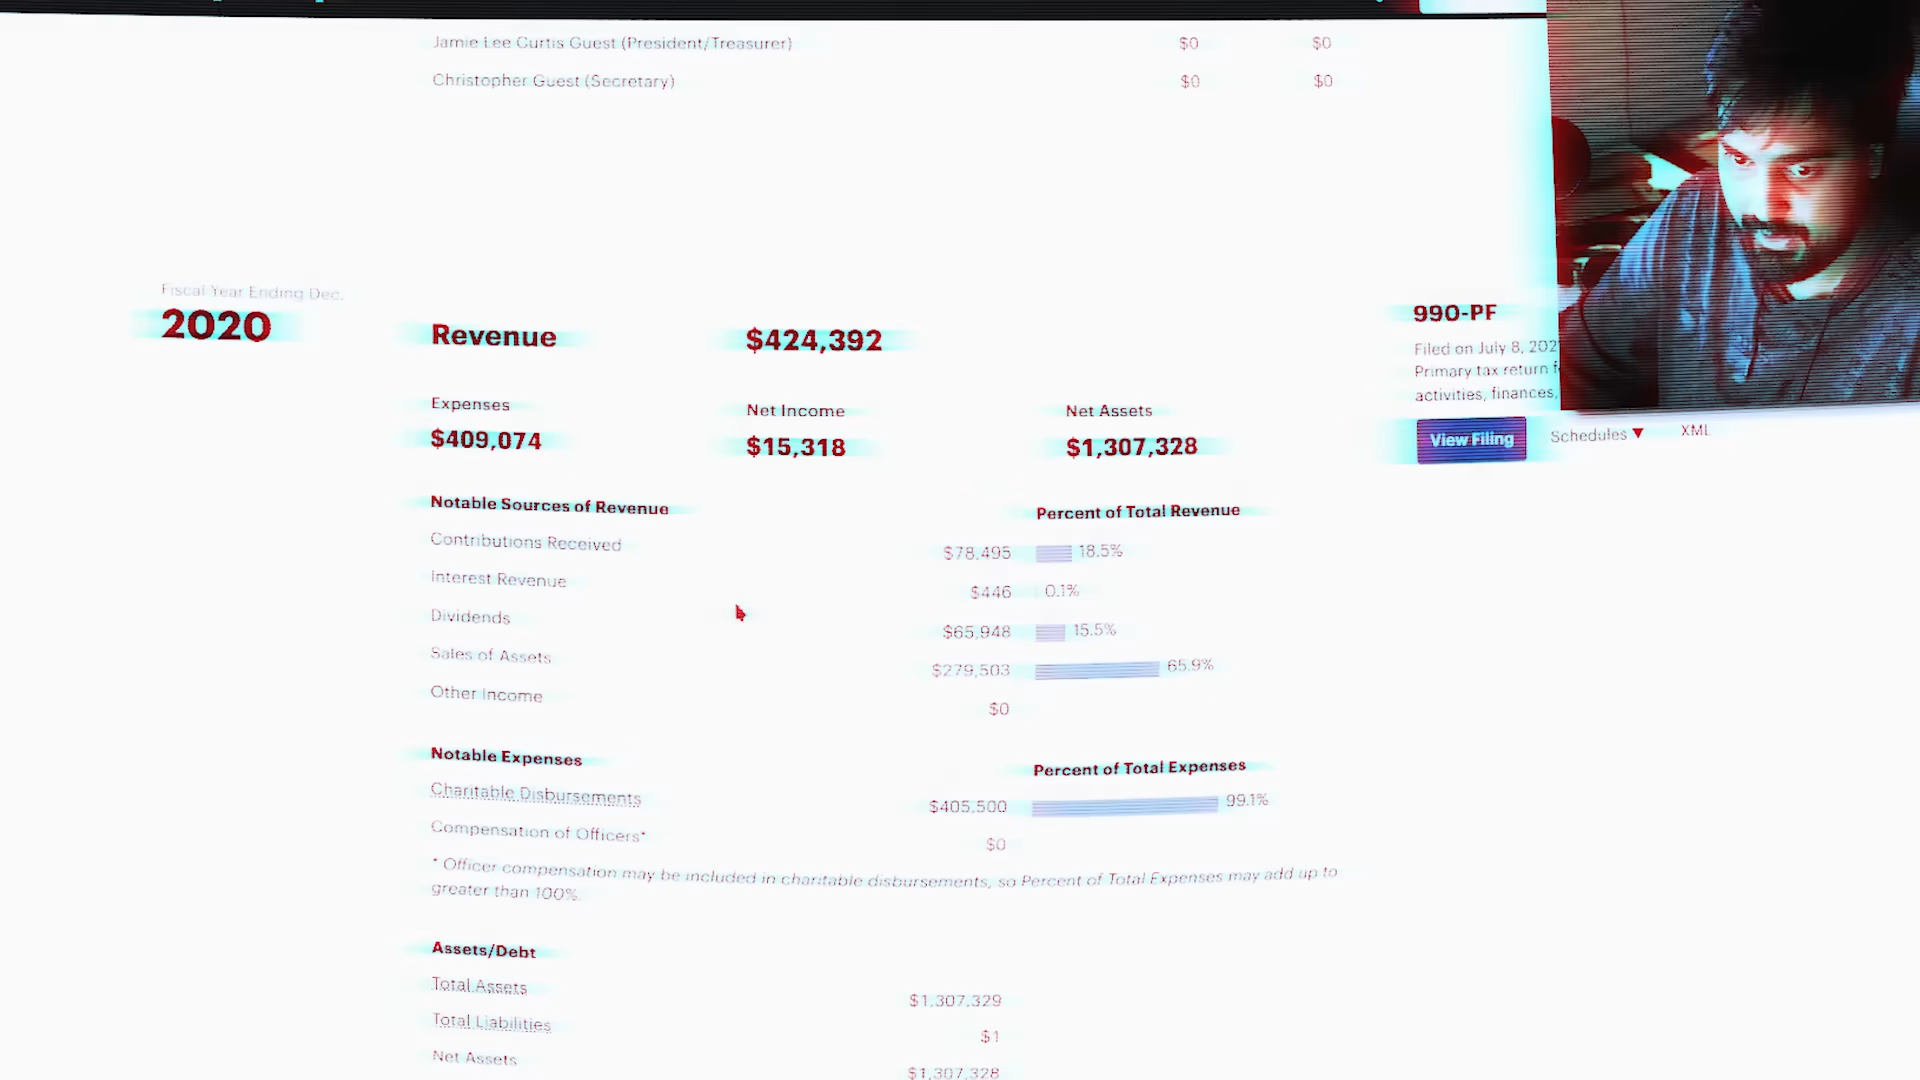 Jamie Lee Curtis Guest (President/Treasurer) $0 $0
Christopher Guest (Secretary) $0 $0
Fiscal Year Ending Dec.
2020
Revenue $424,392
Expenses Net Income Net Assets
$409,074 $15,318 $1,307,328
990-PF
Filed on July 8, 202
Primary tax return f
activities, finances,
View Filing Schedules ▼ XML
Notable Sources of Revenue Percent of Total Revenue
Contributions Received $78,495 18.5%
Interest Revenue $446 0.1%
Dividends $65,948 15.5%
Sales of Assets $279,503 65.9%
Other Income $0
Notable Expenses Percent of Total Expenses
Charitable Disbursements $405,500 99.1%
Compensation of Officers* $0
* Officer compensation may be included in charitable disbursements, so Percent of Total Expenses may add up to
greater than 100%.
Assets/Debt
Total Assets $1,307,329
Total Liabilities $1
Net Assets $1,307,328